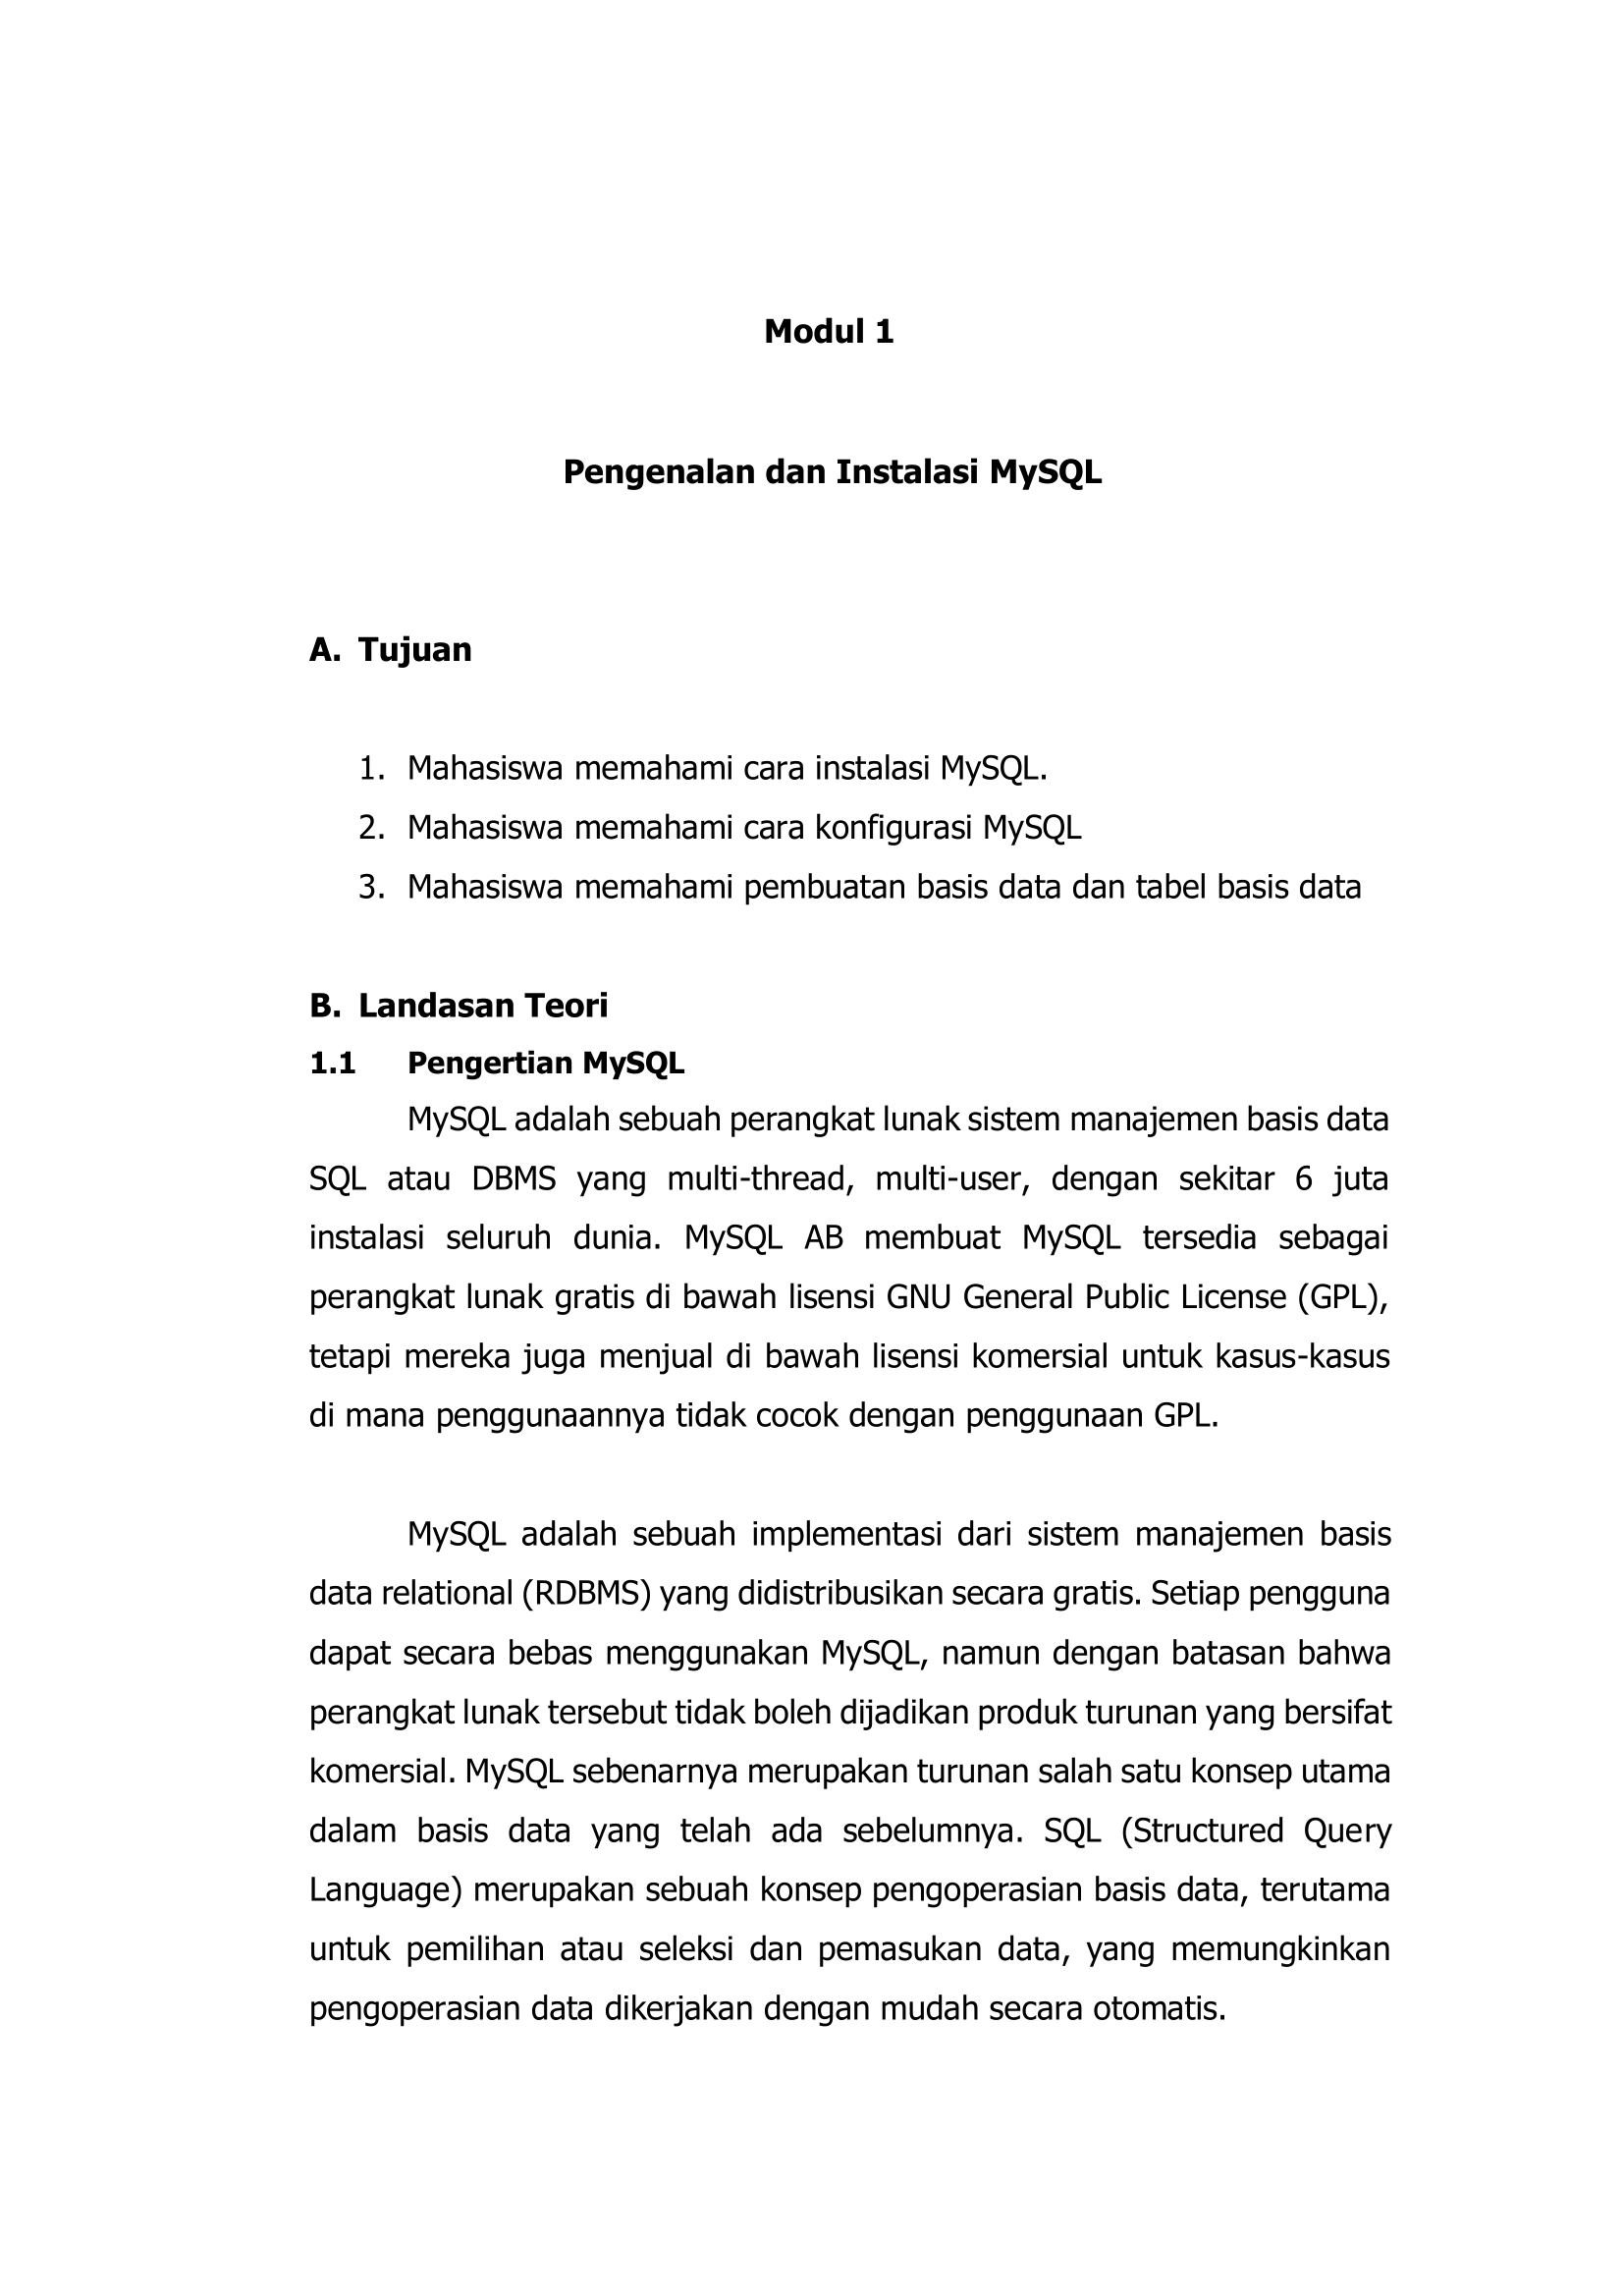 Modul 1
Pengenalan dan Instalasi MySQL
A. Tujuan
1. Mahasiswa memahami cara instalasi MySQL.
2. Mahasiswa memahami cara konfigurasi MySQL
3. Mahasiswa memahami pembuatan basis data dan tabel basis data
B. Landasan Teori
1.1 Pengertian MySQL
MySQL adalah sebuah perangkat lunak sistem manajemen basis data
SQL atau DBMS yang multi-thread, multi-user, dengan sekitar 6 juta
instalasi seluruh dunia. MySQL AB membuat MySQL tersedia sebagai
perangkat lunak gratis di bawah lisensi GNU General Public License (GPL),
tetapi mereka juga menjual di bawah lisensi komersial untuk kasus-kasus
di mana penggunaannya tidak cocok dengan penggunaan GPL.
MySQL adalah sebuah implementasi dari sistem manajemen basis
data relational (RDBMS) yang didistribusikan secara gratis. Setiap pengguna
dapat secara bebas menggunakan MySQL, namun dengan batasan bahwa
perangkat lunak tersebut tidak boleh dijadikan produk turunan yang bersifat
komersial. MySQL sebenarnya merupakan turunan salah satu konsep utama
dalam basis data yang telah ada sebelumnya. SQL (Structured Query
Language) merupakan sebuah konsep pengoperasian basis data, terutama
untuk pemilihan atau seleksi dan pemasukan data, yang memungkinkan
pengoperasian data dikerjakan dengan mudah secara otomatis.